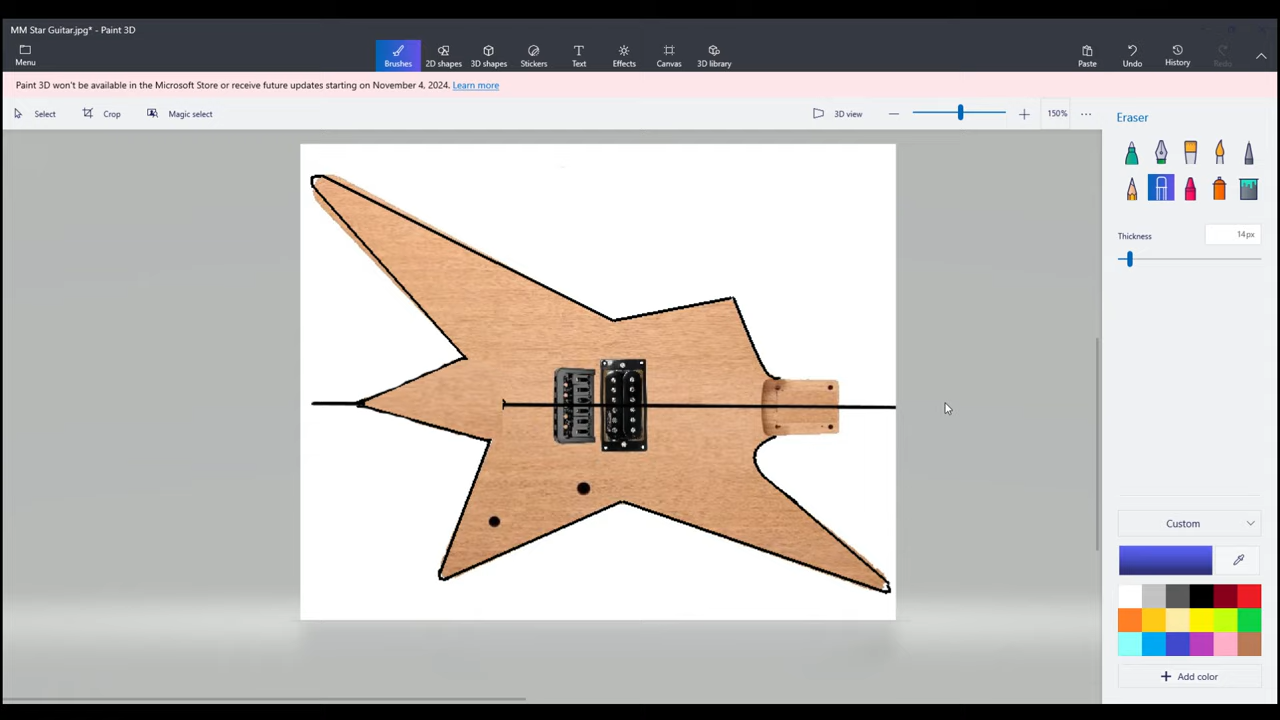 MM Star Guitar.jpg* - Paint 3D
Menu
Brushes
2D shapes
3D shapes
Stickers
Text
Effects
Canvas
3D library
Paste
Undo
History
Redo
Paint 3D won't be available in the Microsoft Store or receive future updates starting on November 4, 2024. Learn more
Select
Crop
Magic select
3D view
150%
Eraser
Thickness
14px
Custom
Add color